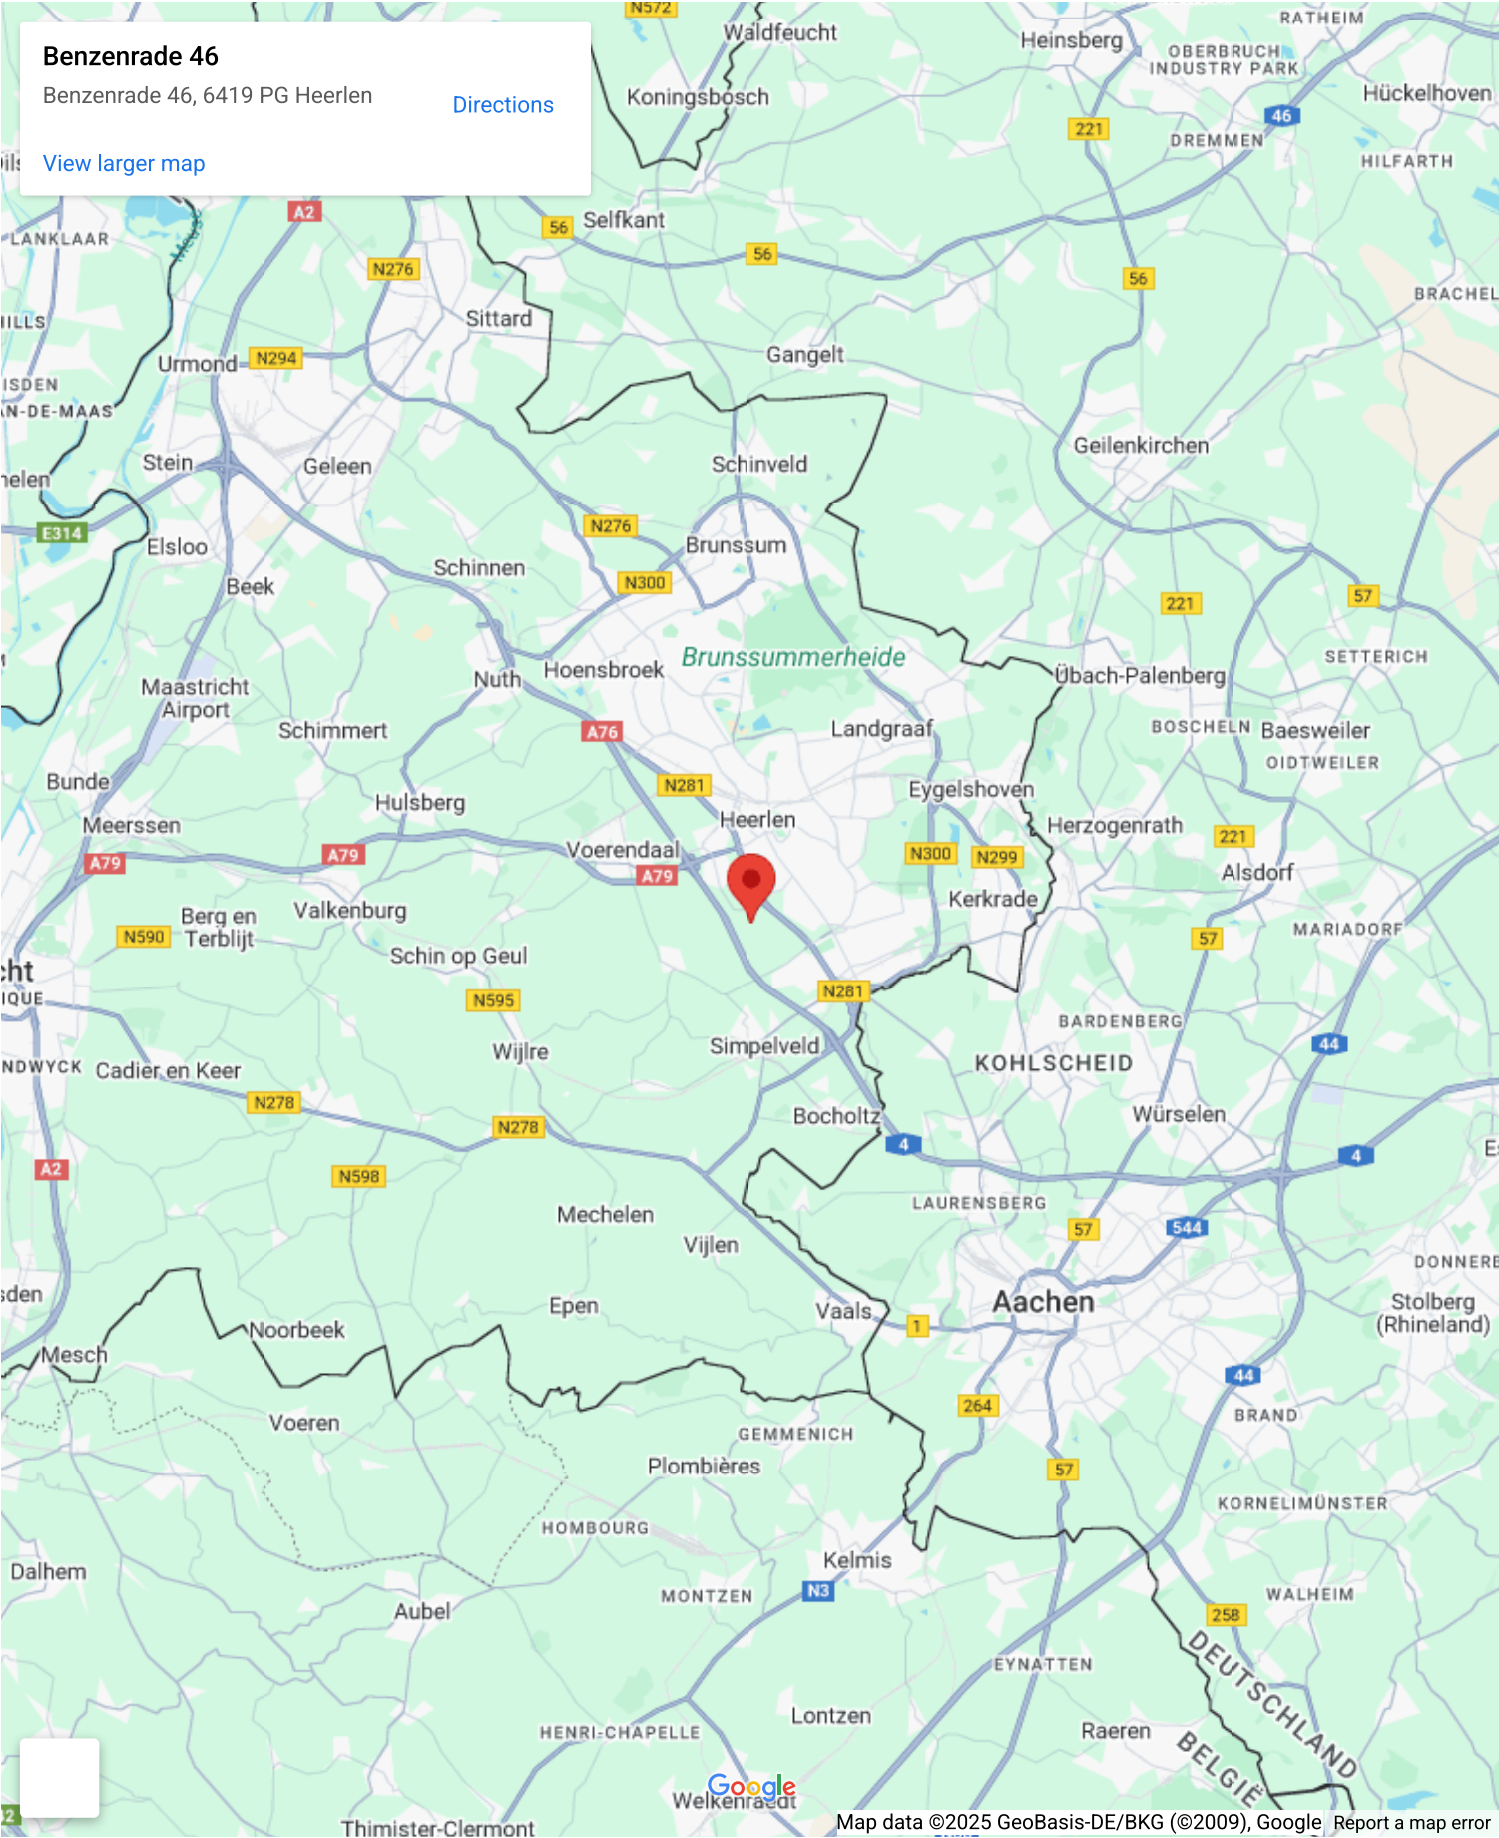 Benzenrade 46
Benzenrade 46, 6419 PG Heerlen
Directions
View larger map
N572
Waldfeucht
Heinsberg
RATHEIM
OBERBRUCH
INDUSTRY PARK
Koningsbosch
Hückelhoven
46
221
DREMMEN
HILFARTH
A2
Selfkant
56
Meuse
LANKLAAR
56
N276
56
BRACHEL
Sittard
Urmond
N294
Gangelt
AN-DE-MAAS
Geilenkirchen
Stein
Geleen
Schinveld
E314
N276
Elsloo
Brunssum
Schinnen
Beek
N300
57
221
Brunssummerheide
SETTERICH
Hoensbroek
Nuth
Übach-Palenberg
Maastricht
Airport
Schimmert
A76
Landgraaf
BOSCHELN
Baesweiler
OIDTWEILER
Bunde
N281
Eygelshoven
Hulsberg
Heerlen
Meerssen
Herzogenrath
221
Voerendaal
A79
A79
A79
N300
N299
Alsdorf
Kerkrade
Berg en
Terblijt
Valkenburg
N590
57
MARIADORF
Schin op Geul
N595
N281
BARDENBERG
Wijlre
Simpelveld
44
KOHLSCHEID
Cadier en Keer
N278
Bocholtz
Würselen
N278
4
4
A2
N598
LAURENSBERG
Mechelen
57
544
Vijlen
Aachen
Epen
Vaals
Stolberg
(Rhineland)
1
Noorbeek
Mesch
44
264
BRAND
Voeren
GEMMENICH
Plombières
57
KORNELIMÜNSTER
HOMBOURG
Kelmis
Dalhem
MONTZEN
N3
WALHEIM
Aubel
258
EYNATTEN
DEUTSCHLAND
Lontzen
HENRI-CHAPELLE
Raeren
BELGIË
Google
Welkenraedt
Thimister-Clermont
Map data ©2025 GeoBasis-DE/BKG (©2009), Google
Report a map error